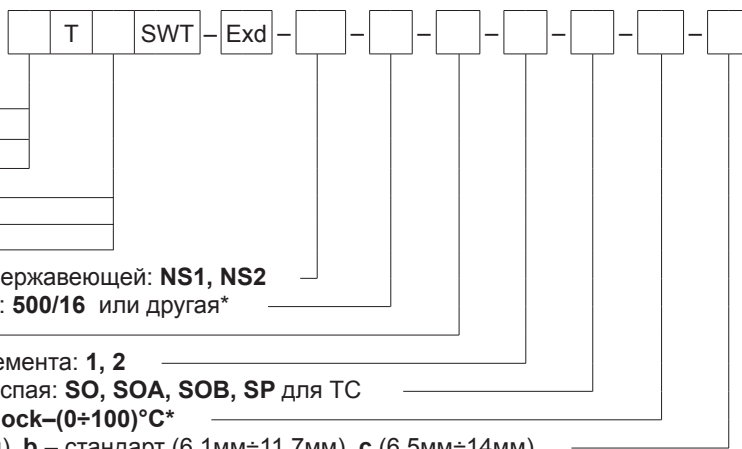 T SWT – Exd – – – – – – –
ержавеющей: NS1, NS2
: 500/16 или другая*
емента: 1, 2
спая: SO, SOA, SOB, SP для ТС
ock–(0÷100)°C*
), b – стандарт (6,1мм÷11,7мм), c (6,5мм÷14мм)